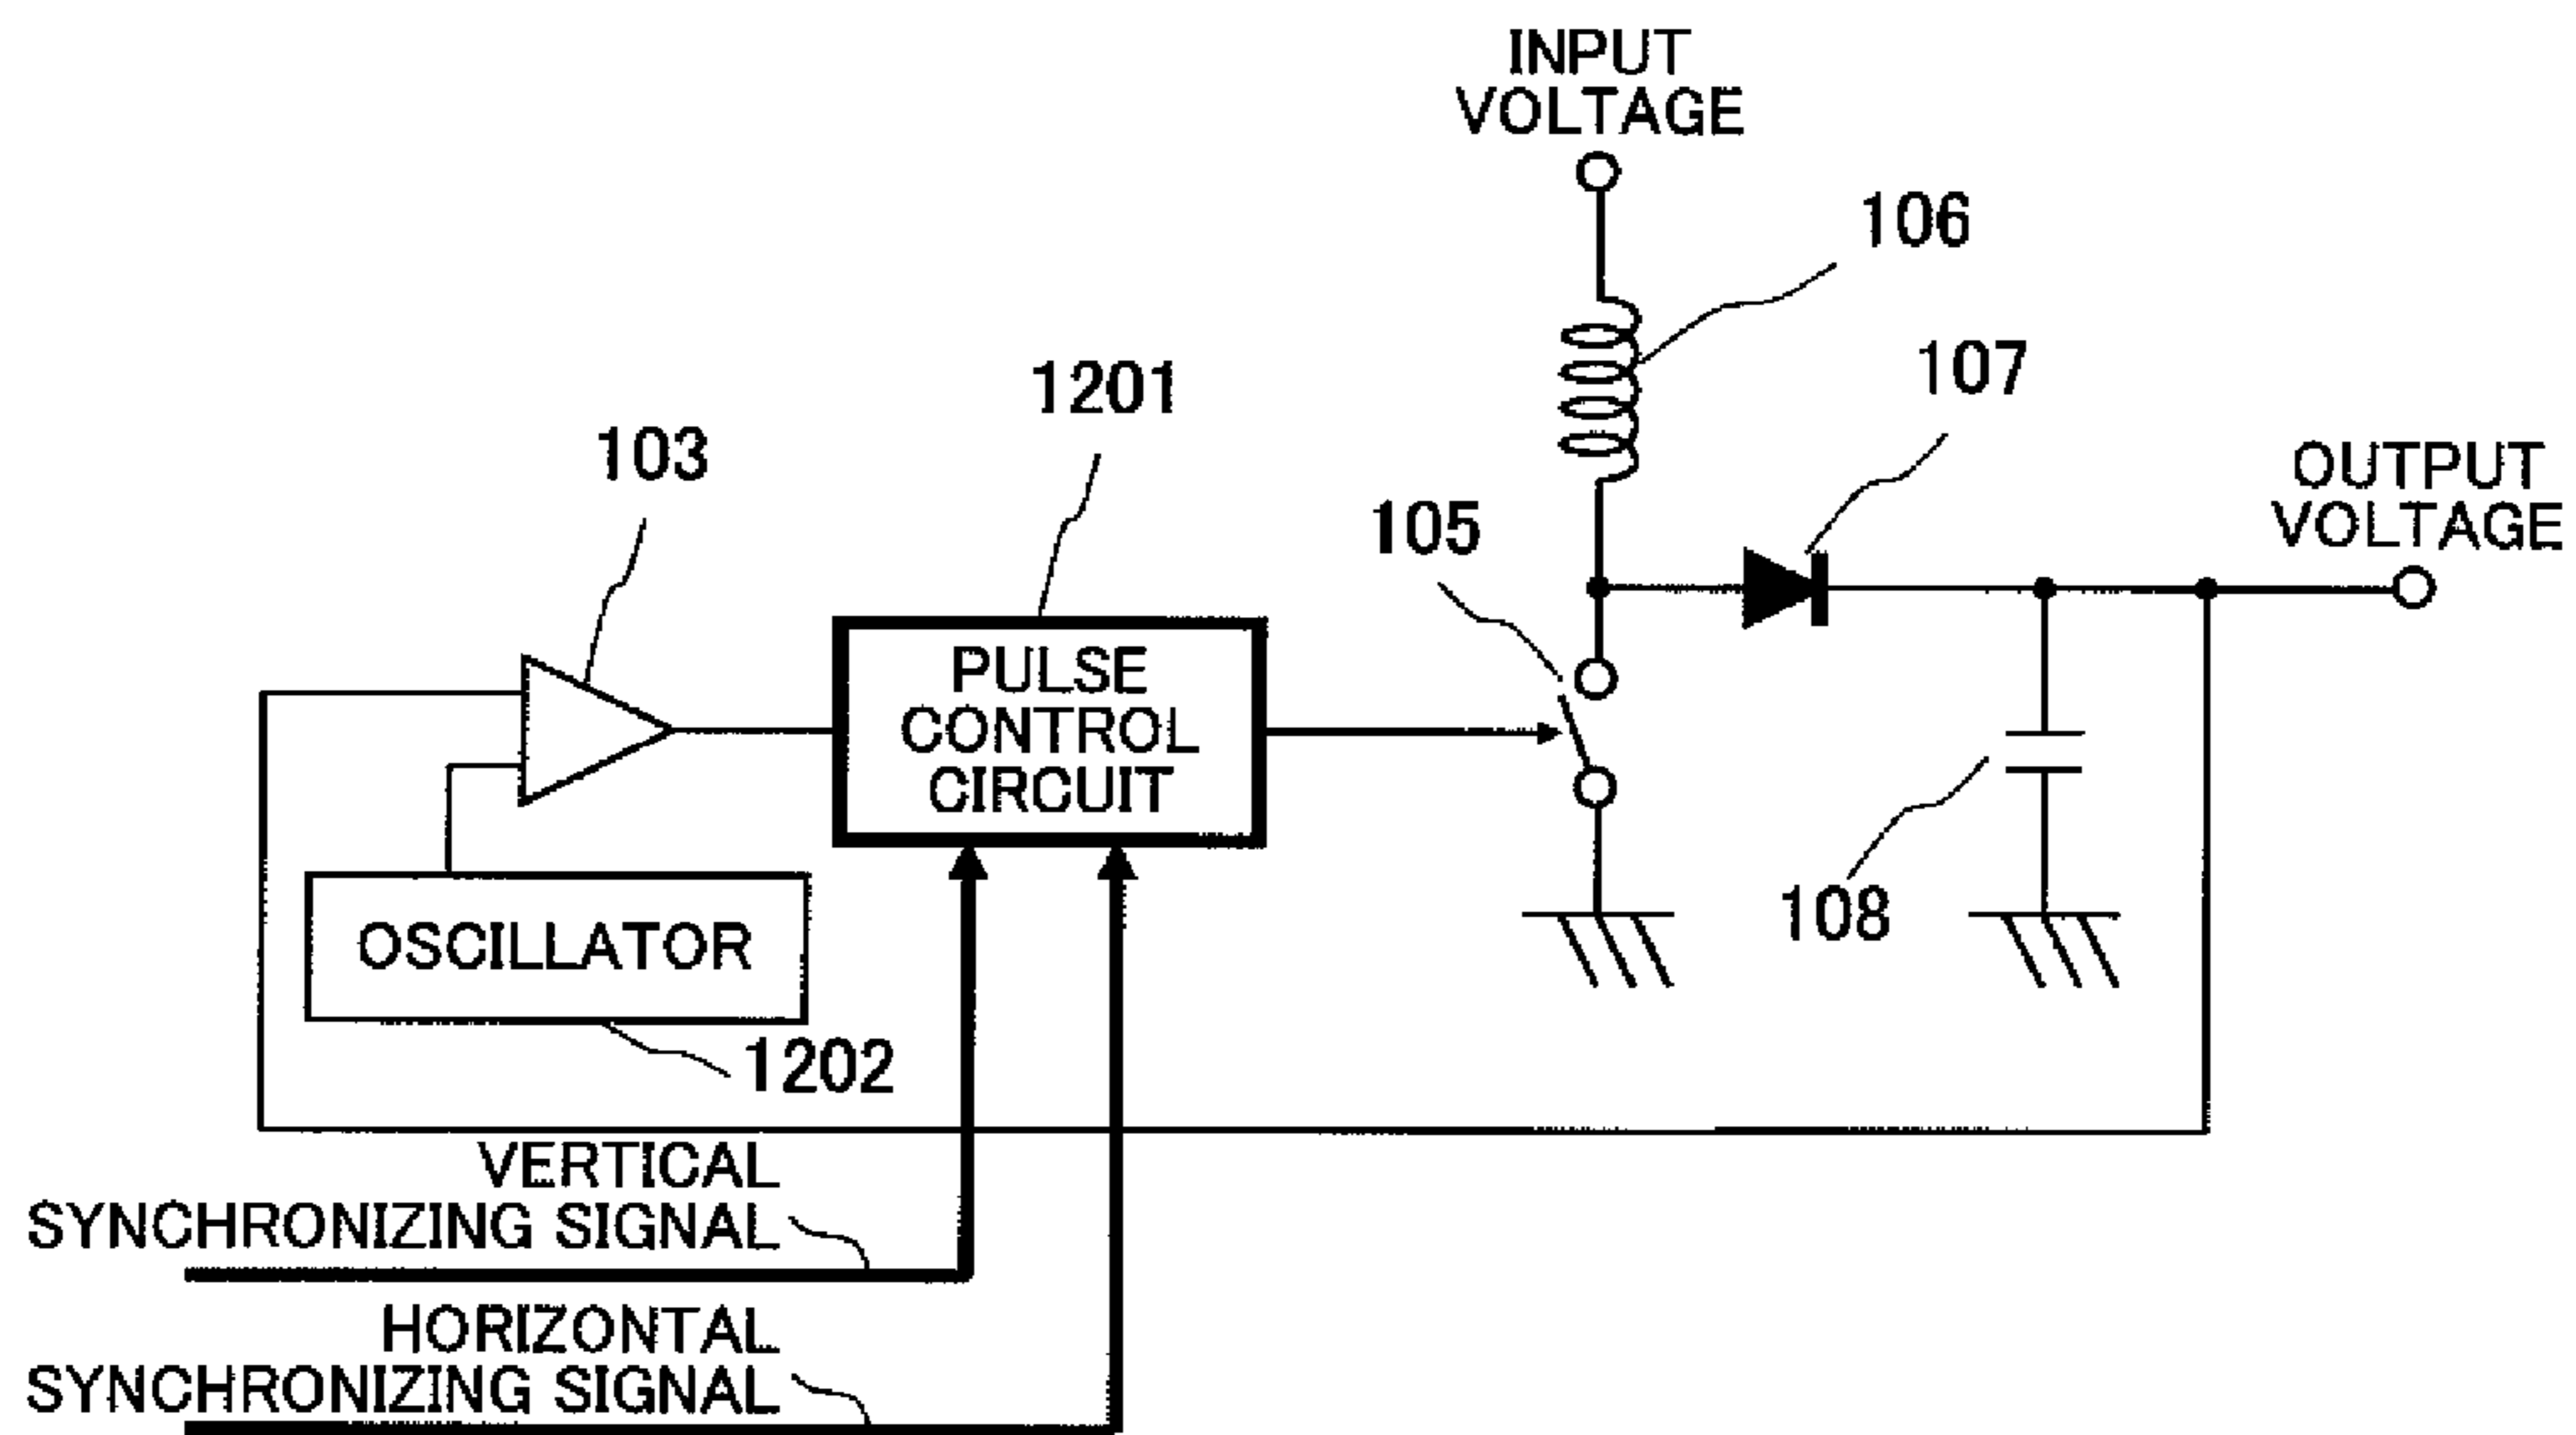 INPUT
VOLTAGE
106
107
1201
103
OUTPUT
VOLTAGE
105
PULSE
CONTROL
CIRCUIT
108
OSCILLATOR
1202
VERTICAL
SYNCHRONIZING SIGNAL
HORIZONTAL
SYNCHRONIZING SIGNAL